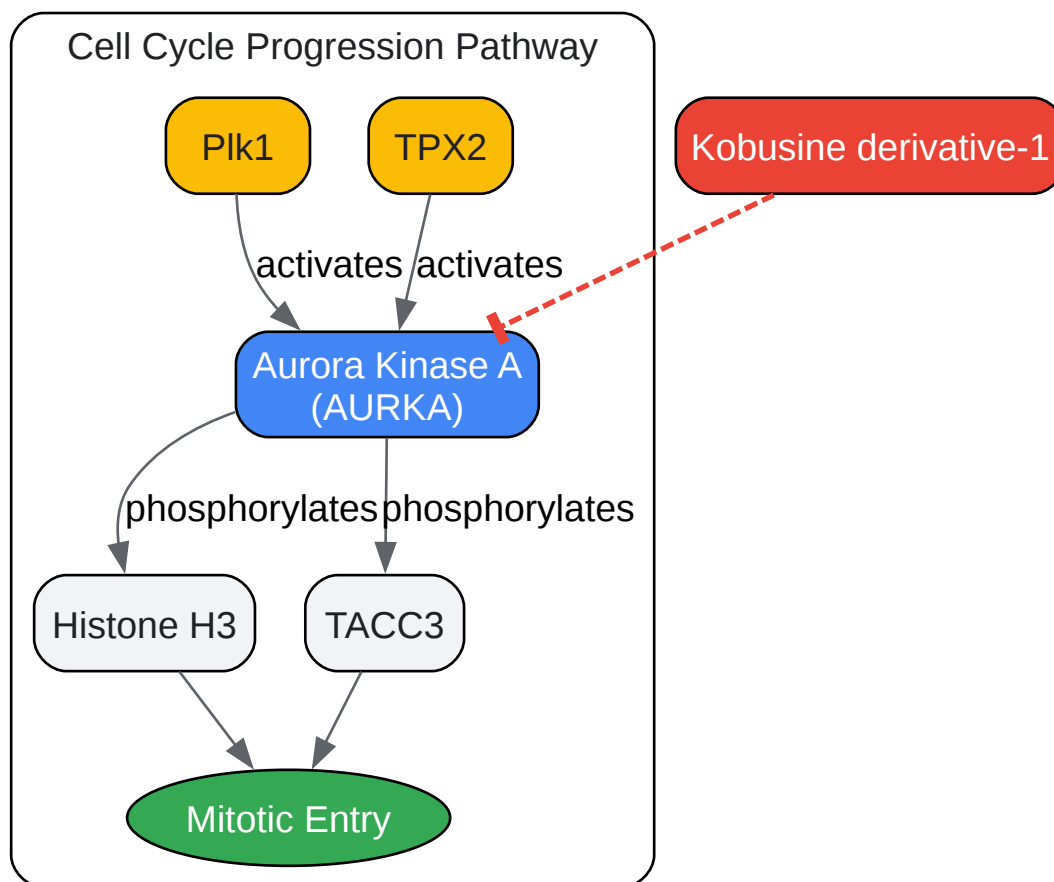 Cell Cycle Progression Pathway
Plk1
TPX2
Kobusine derivative-1
activates
activates
Aurora Kinase A
(AURKA)
phosphorylates
phosphorylates
Histone H3
TACC3
Mitotic Entry